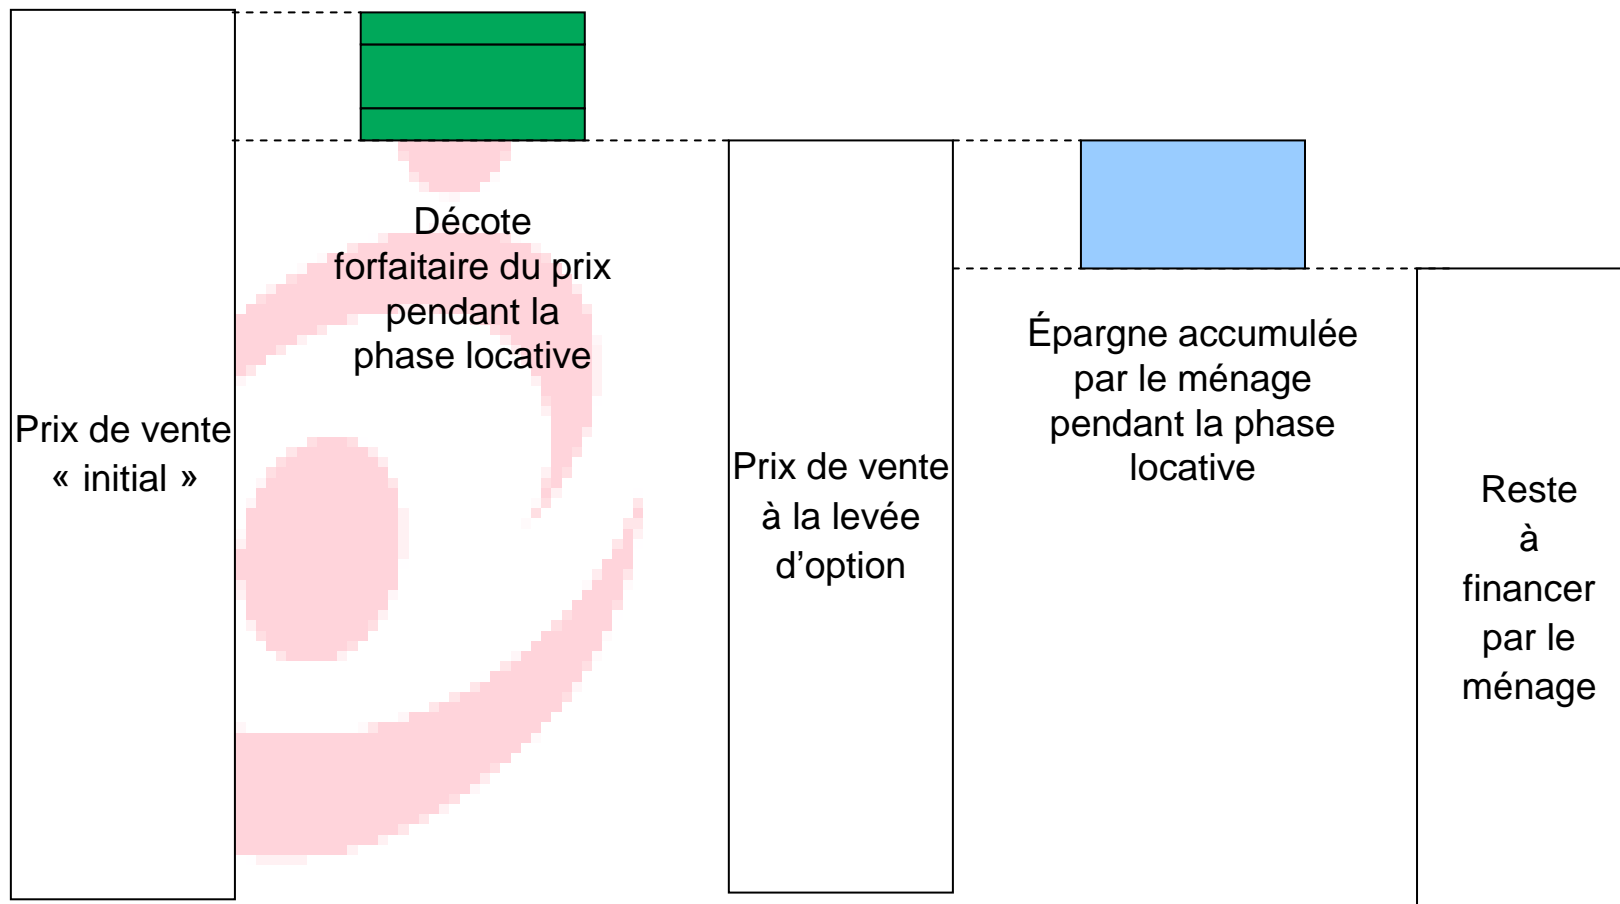 Prix de vente
« initial »
Décote
forfaitaire du prix
pendant la
phase locative
Prix de vente
à la levée
d’option
Épargne accumulée
par le ménage
pendant la phase
locative
Reste
à
financer
par le
ménage